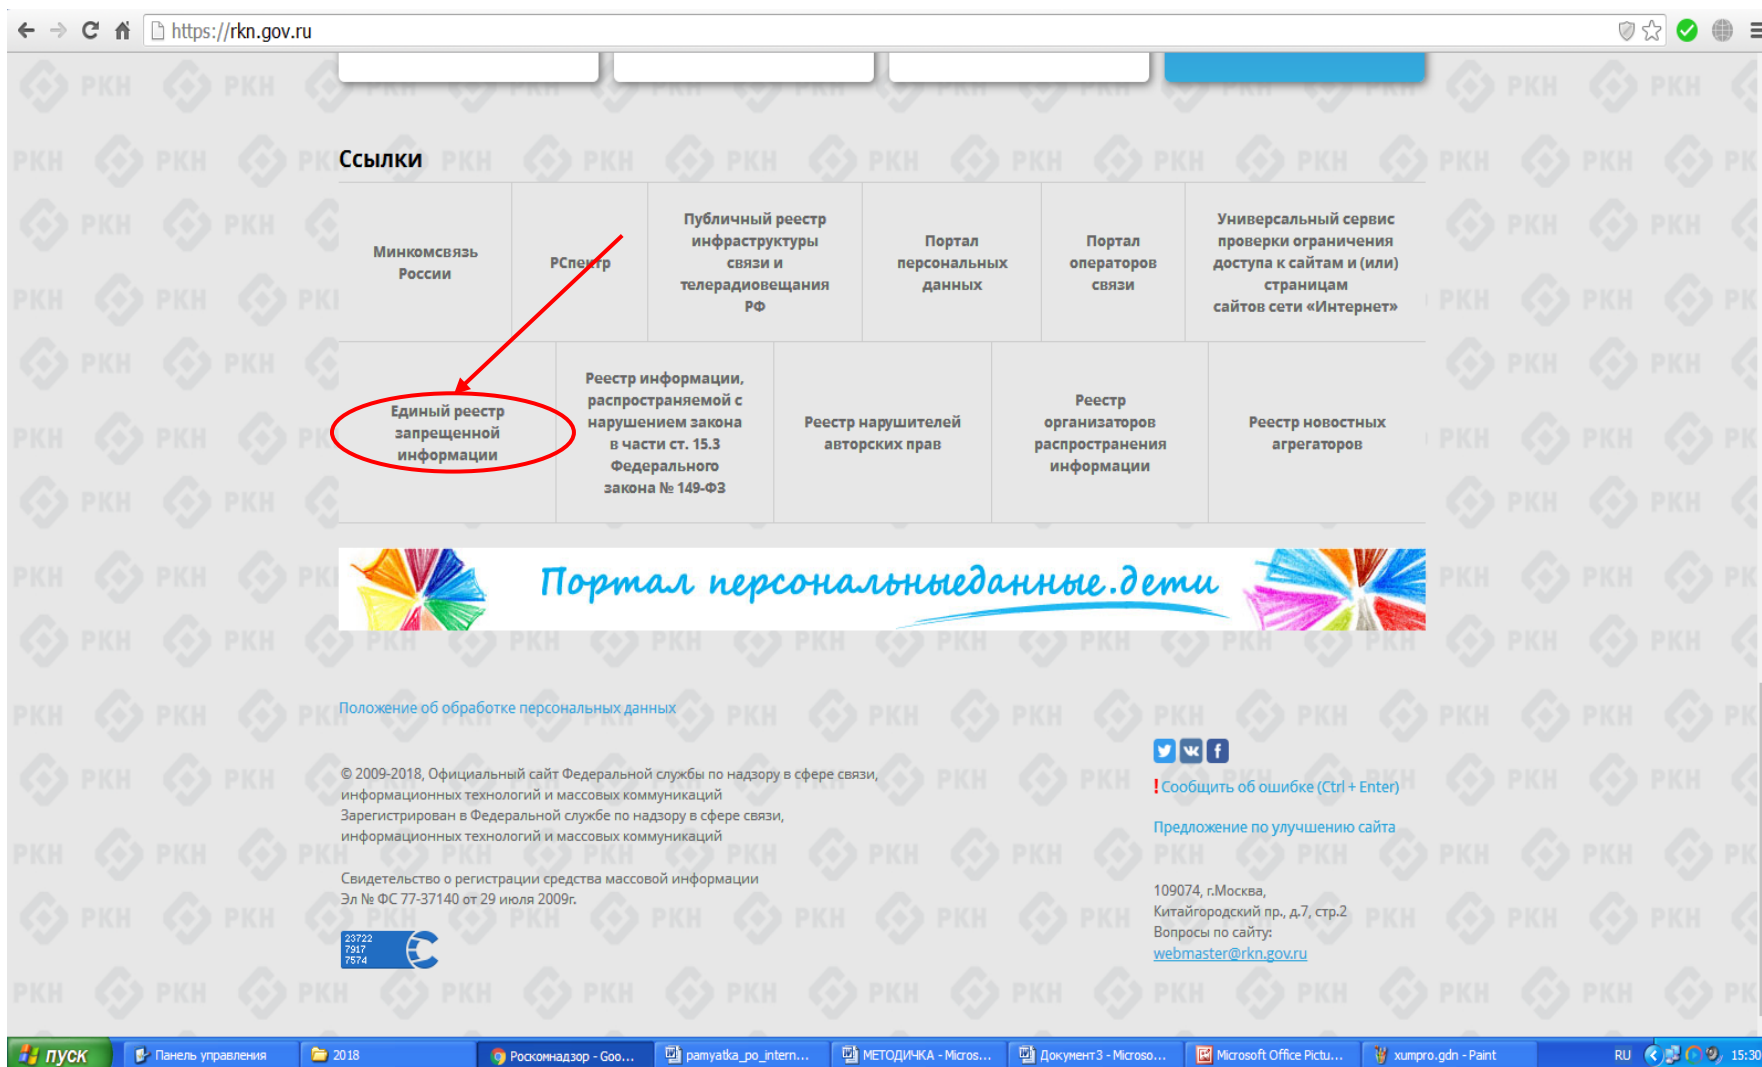 https://rkn.gov.ru
Ссылки
Минкомсвязь
России
РСпектр
Публичный реестр
инфраструктуры
связи и
телерадиовещания
РФ
Портал
персональных
данных
Портал
операторов
связи
Универсальный сервис
проверки ограничения
доступа к сайтам и (или)
страницам
сайтов сети «Интернет»
Единый реестр
запрещенной
информации
Реестр информации,
распространяемой с
нарушением закона
в части ст. 15.3
Федерального
закона № 149-ФЗ
Реестр нарушителей
авторских прав
Реестр
организаторов
распространения
информации
Реестр новостных
агрегаторов
Портал персональныеданные.дети
Положение об обработке персональных данных
© 2009-2018, Официальный сайт Федеральной службы по надзору в сфере связи,
информационных технологий и массовых коммуникаций
Зарегистрирован в Федеральной службе по надзору в сфере связи,
информационных технологий и массовых коммуникаций
Свидетельство о регистрации средства массовой информации
Эл № ФС 77-37140 от 29 июля 2009г.
23722
7917
7574
! Сообщить об ошибке (Ctrl + Enter)
Предложение по улучшению сайта
109074, г.Москва,
Китайгородский пр., д.7, стр.2
Вопросы по сайту:
webmaster@rkn.gov.ru
пуск
Панель управления
2018
Роскомнадзор - Goo...
pamyatka_po_intern...
МЕТОДИЧКА - Micros...
Документ3 - Microso...
Microsoft Office Pictu...
xumpro.gdn - Paint
RU
15:30